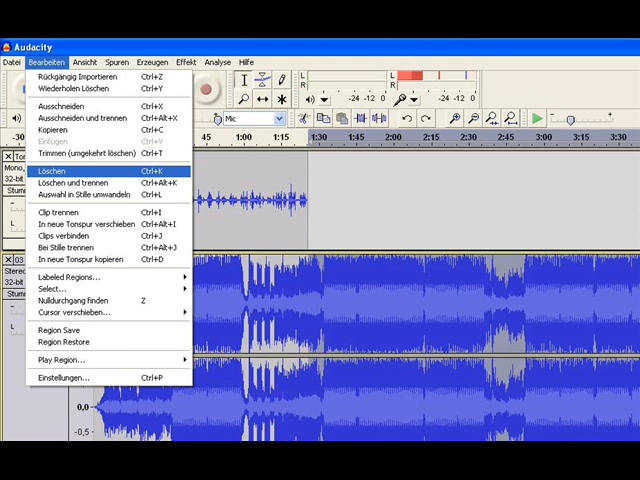 Audacity
Datei Bearbeiten Ansicht Spuren Erzeugen Effekt Analyse Hilfe
Rückgängig Importieren Ctrl+Z
Wiederholen Löschen Ctrl+Y
Ausschneiden Ctrl+X
Ausschneiden und trennen Ctrl+Alt+X
Kopieren Ctrl+C
Einfügen Ctrl+V
Trimmen (umgekehrt löschen) Ctrl+T
Löschen Ctrl+K
Löschen und trennen Ctrl+Alt+K
Auswahl in Stille umwandeln Ctrl+L
Clip trennen Ctrl+I
In neue Tonspur verschieben Ctrl+Alt+I
Clips verbinden Ctrl+J
Bei Stille trennen Ctrl+Alt+J
In neue Tonspur kopieren Ctrl+D
Labeled Regions...
Select...
Nulldurchgang finden Z
Cursor verschieben...
Region Save
Region Restore
Play Region...
Einstellungen... Ctrl+P
L
R
-24 -12 0
L
R
-24 -12 0
Mic
-30
45 1:00 1:15 1:30 1:45 2:00 2:15 2:30 2:45 3:00 3:15 3:30
Ton
Mono,
32-bit
Stumm
L
03
Stereo
32-bit
Stumm
L
0,0
-0,5